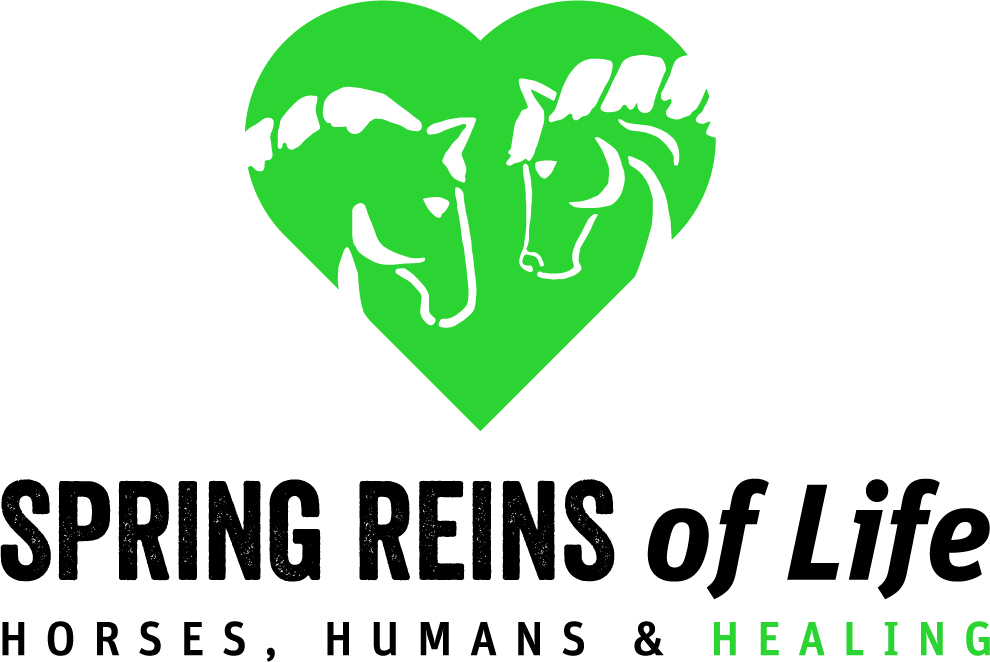 SPRING REINS of Life
HORSES, HUMANS & HEALING